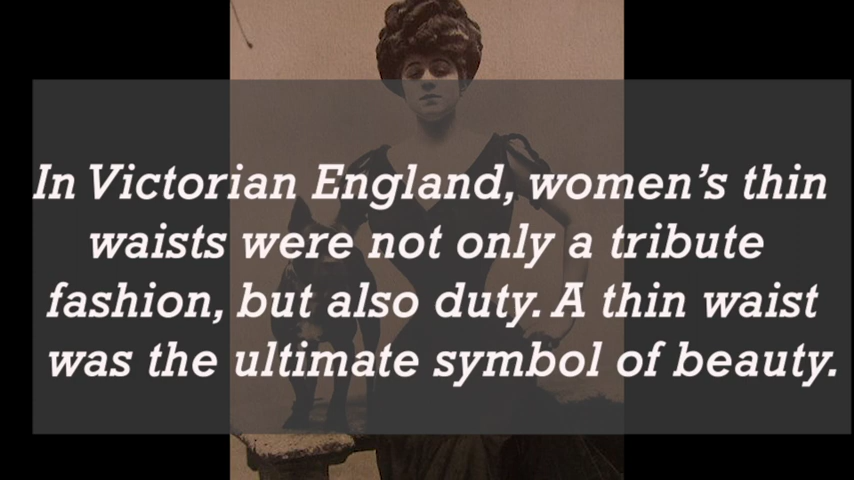 In Victorian England, women’s thin
waists were not only a tribute
fashion, but also duty. A thin waist
was the ultimate symbol of beauty.